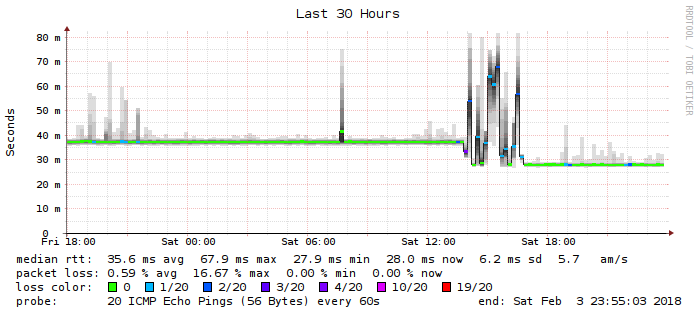 Last 30 Hours
RRDTOOL / TOBI OETIKER
Seconds
80 m
70 m
60 m
50 m
40 m
30 m
20 m
10 m
0
Fri 18:00 Sat 00:00 Sat 06:00 Sat 12:00 Sat 18:00
median rtt: 35.6 ms avg 67.9 ms max 27.9 ms min 28.0 ms now 6.2 ms sd 5.7 am/s
packet loss: 0.59 % avg 16.67 % max 0.00 % min 0.00 % now
loss color: 0 1/20 2/20 3/20 4/20 10/20 19/20
probe: 20 ICMP Echo Pings (56 Bytes) every 60s end: Sat Feb 3 23:55:03 2018